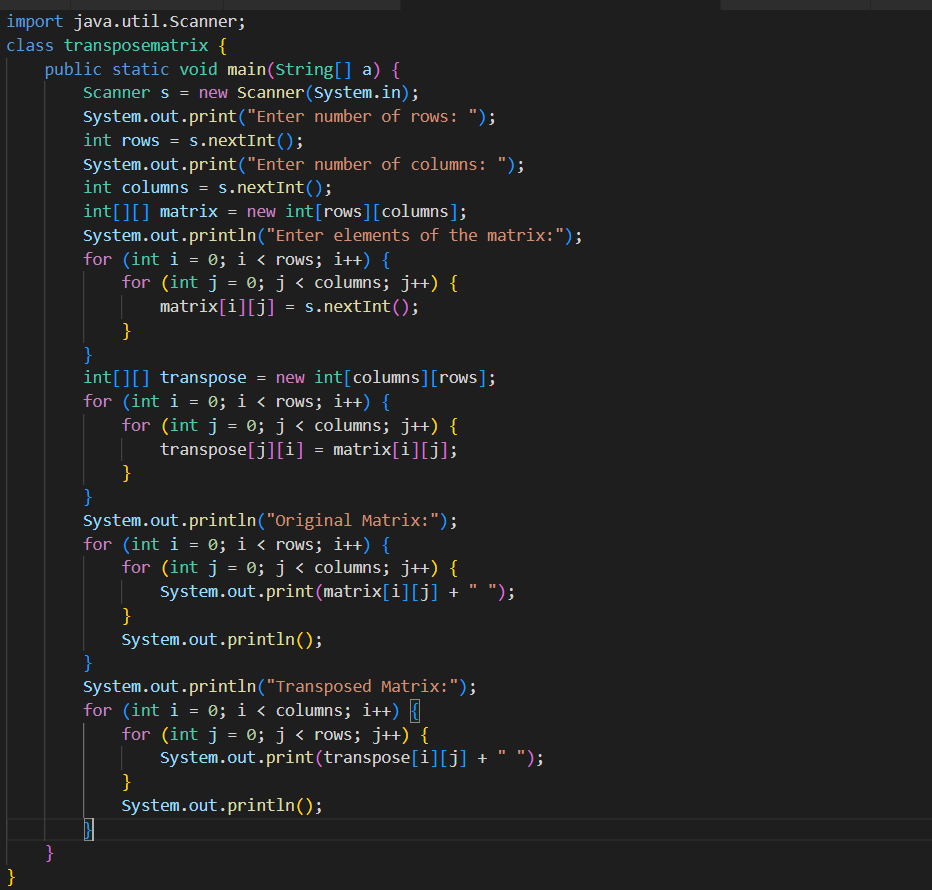 import java.util.Scanner;
class transposematrix {
    public static void main(String[] a) {
        Scanner s = new Scanner(System.in);
        System.out.print("Enter number of rows: ");
        int rows = s.nextInt();
        System.out.print("Enter number of columns: ");
        int columns = s.nextInt();
        int[][] matrix = new int[rows][columns];
        System.out.println("Enter elements of the matrix:");
        for (int i = 0; i < rows; i++) {
            for (int j = 0; j < columns; j++) {
                matrix[i][j] = s.nextInt();
            }
        }
        int[][] transpose = new int[columns][rows];
        for (int i = 0; i < rows; i++) {
            for (int j = 0; j < columns; j++) {
                transpose[j][i] = matrix[i][j];
            }
        }
        System.out.println("Original Matrix:");
        for (int i = 0; i < rows; i++) {
            for (int j = 0; j < columns; j++) {
                System.out.print(matrix[i][j] + " ");
            }
            System.out.println();
        }
        System.out.println("Transposed Matrix:");
        for (int i = 0; i < columns; i++) {
            for (int j = 0; j < rows; j++) {
                System.out.print(transpose[i][j] + " ");
            }
            System.out.println();
        }
    }
}